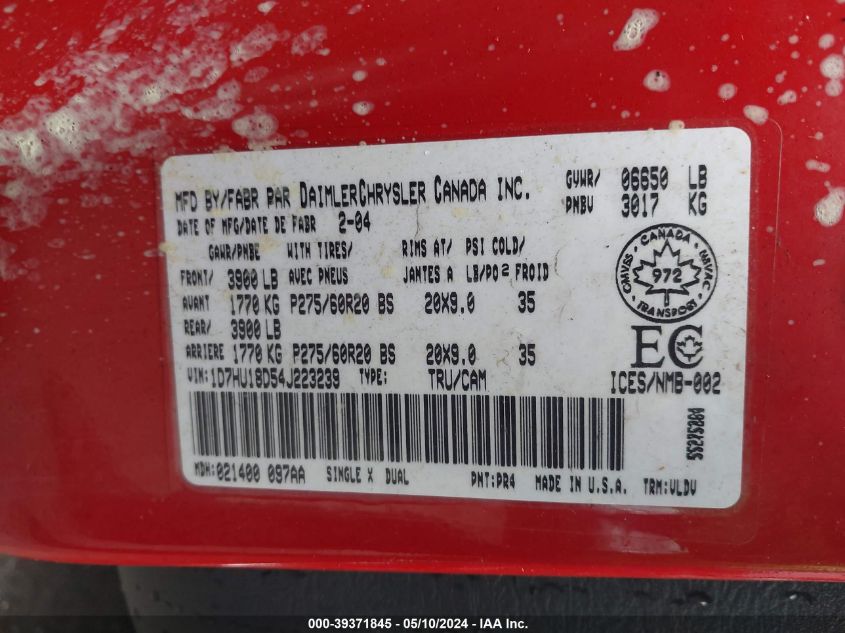 MFD BY/FABR PAR DAIMLERCHRYSLER CANADA INC.
GVWR/ 06650 LB
PNBV 3017 KG
DATE OF MFG/DATE DE FABR 2-04
GAWR/PNBE WITH TIRES/ RIMS AT/ PSI COLD/
FRONT/ 3900 LB AVEC PNEUS JANTES A LB/PO2 FROID
AVANT 1770 KG P275/60R20 BS 20X9.0 35
REAR/ 3900 LB
ARRIERE 1770 KG P275/60R20 BS 20X9.0 35
CANADA
CMVSS 972 NSVAC
TRANSPORT
EC
VIN: 1D7HU18D54J223239 TYPE: TRU/CAM ICES/NMB-002
MDH: 021400 097AA SINGLE X DUAL PNT:PR4 MADE IN U.S.A. TRM:VLDV
000-39371845 - 05/10/2024 - IAA Inc.